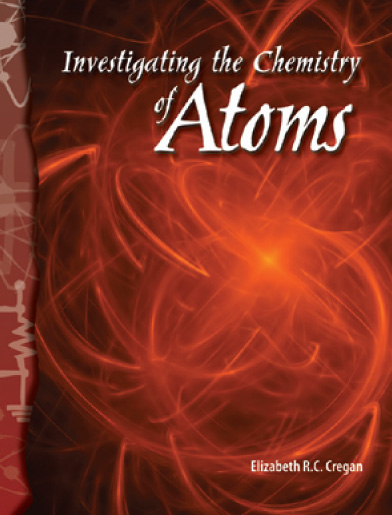 Investigating the Chemistry
of Atoms
Elizabeth R.C. Cregan